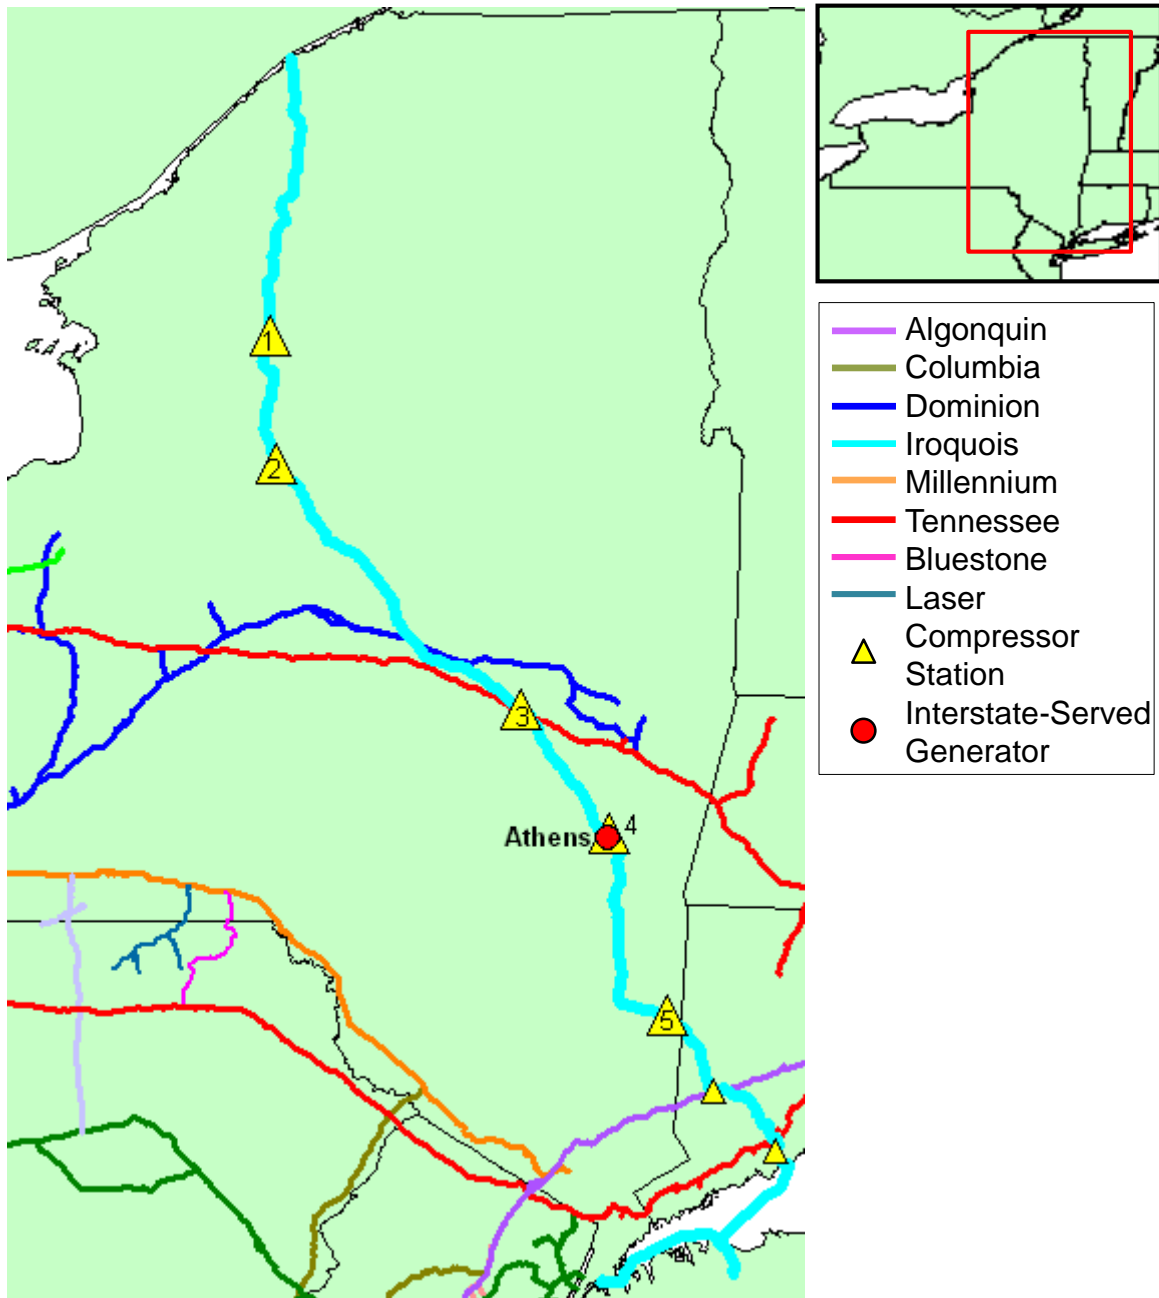 1
2
3
4
Athens
5
Algonquin
Columbia
Dominion
Iroquois
Millennium
Tennessee
Bluestone
Laser
Compressor
Station
Interstate-Served
Generator